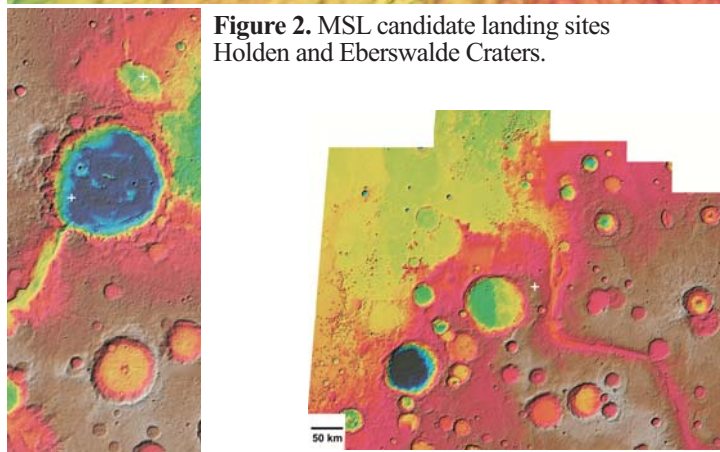 Figure 2. MSL candidate landing sites
Holden and Eberswalde Craters.
50 km